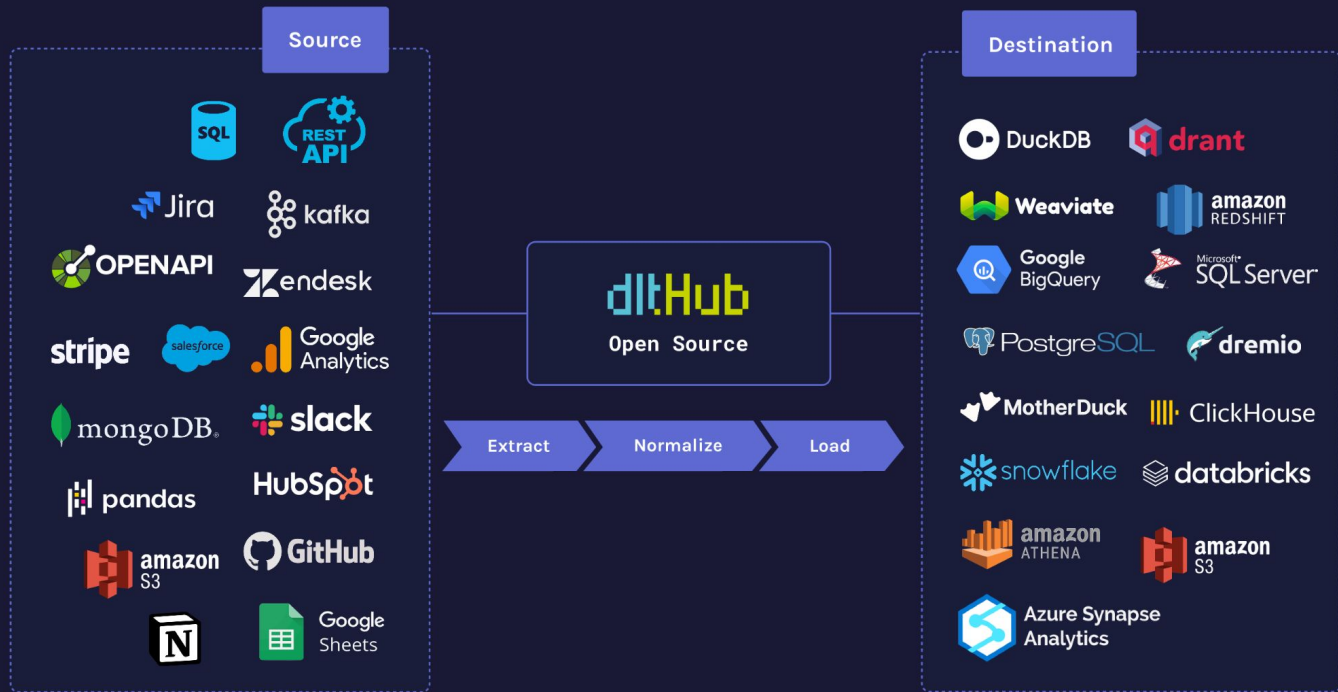 Source
SQL
REST
API
Jira
kafka
OPENAPI
zendesk
stripe
salesforce
Google
Analytics
mongoDB®
slack
pandas
HubSpot
amazon
S3
GitHub
N
Google
Sheets
dltHub
Open Source
Extract
Normalize
Load
Destination
DuckDB
qdrant
Weaviate
amazon
REDSHIFT
Google
BigQuery
Microsoft®
SQL Server®
PostgreSQL
dremio
MotherDuck
ClickHouse
snowflake
databricks
amazon
ATHENA
amazon
S3
Azure Synapse
Analytics